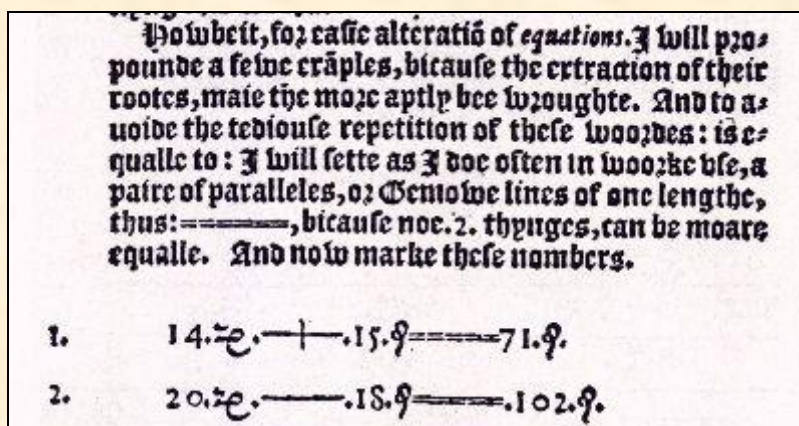 Howbeit, for easie alteratiō of equations. I will pro-
pounde a fewe exāples, bicause the extraction of their
rootes, maie the more aptly bee wroughte. And to a-
uoide the tediouse repetition of these woordes: is e-
qualle to: I will sette as I doe often in woorke vse, a
paire of paralleles, or Gemowe lines of one lengthe,
thus: ======, bicause noe .2. thynges, can be moare
equalle. And now marke these nombers.
1. 14.ʒe.—+—.15.ꝯ=====71.ꝯ.
2. 20.ʒe.———.18.ꝯ=====.102.ꝯ.